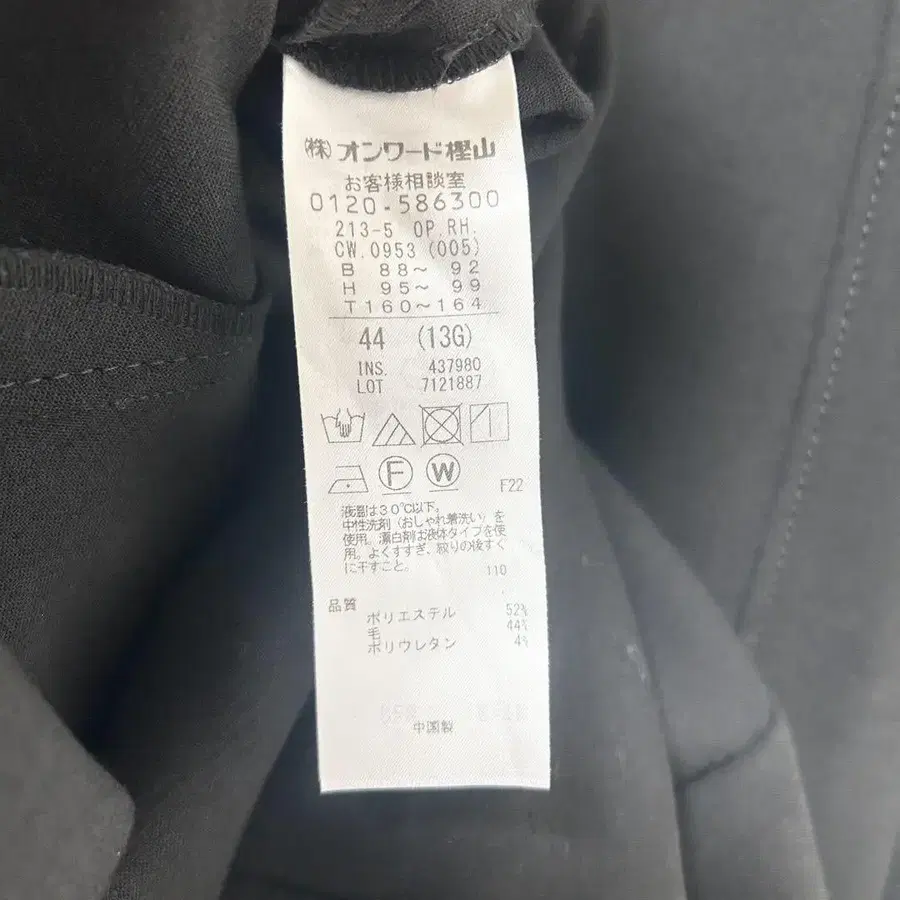 (株)オンワード樫山
お客様相談室
0120-586300
213-5 OP.RH.
CW.0953 (005)
B 88～ 92
H 95～ 99
T160～164
44 (13G)
INS. 437980
LOT 7121887
F W F22
液温は30℃以下。
中性洗剤（おしゃれ着洗い）を
使用。漂白剤は液体タイプを使
用。よくすすぎ、絞りの後すぐ
に干すこと。
110
品質
ポリエステル 52%
毛 44%
ポリウレタン 4%
中国製